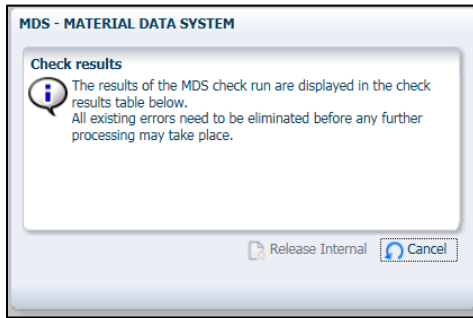 MDS - MATERIAL DATA SYSTEM
Check results
The results of the MDS check run are displayed in the check
results table below.
All existing errors need to be eliminated before any further
processing may take place.
Release Internal Cancel